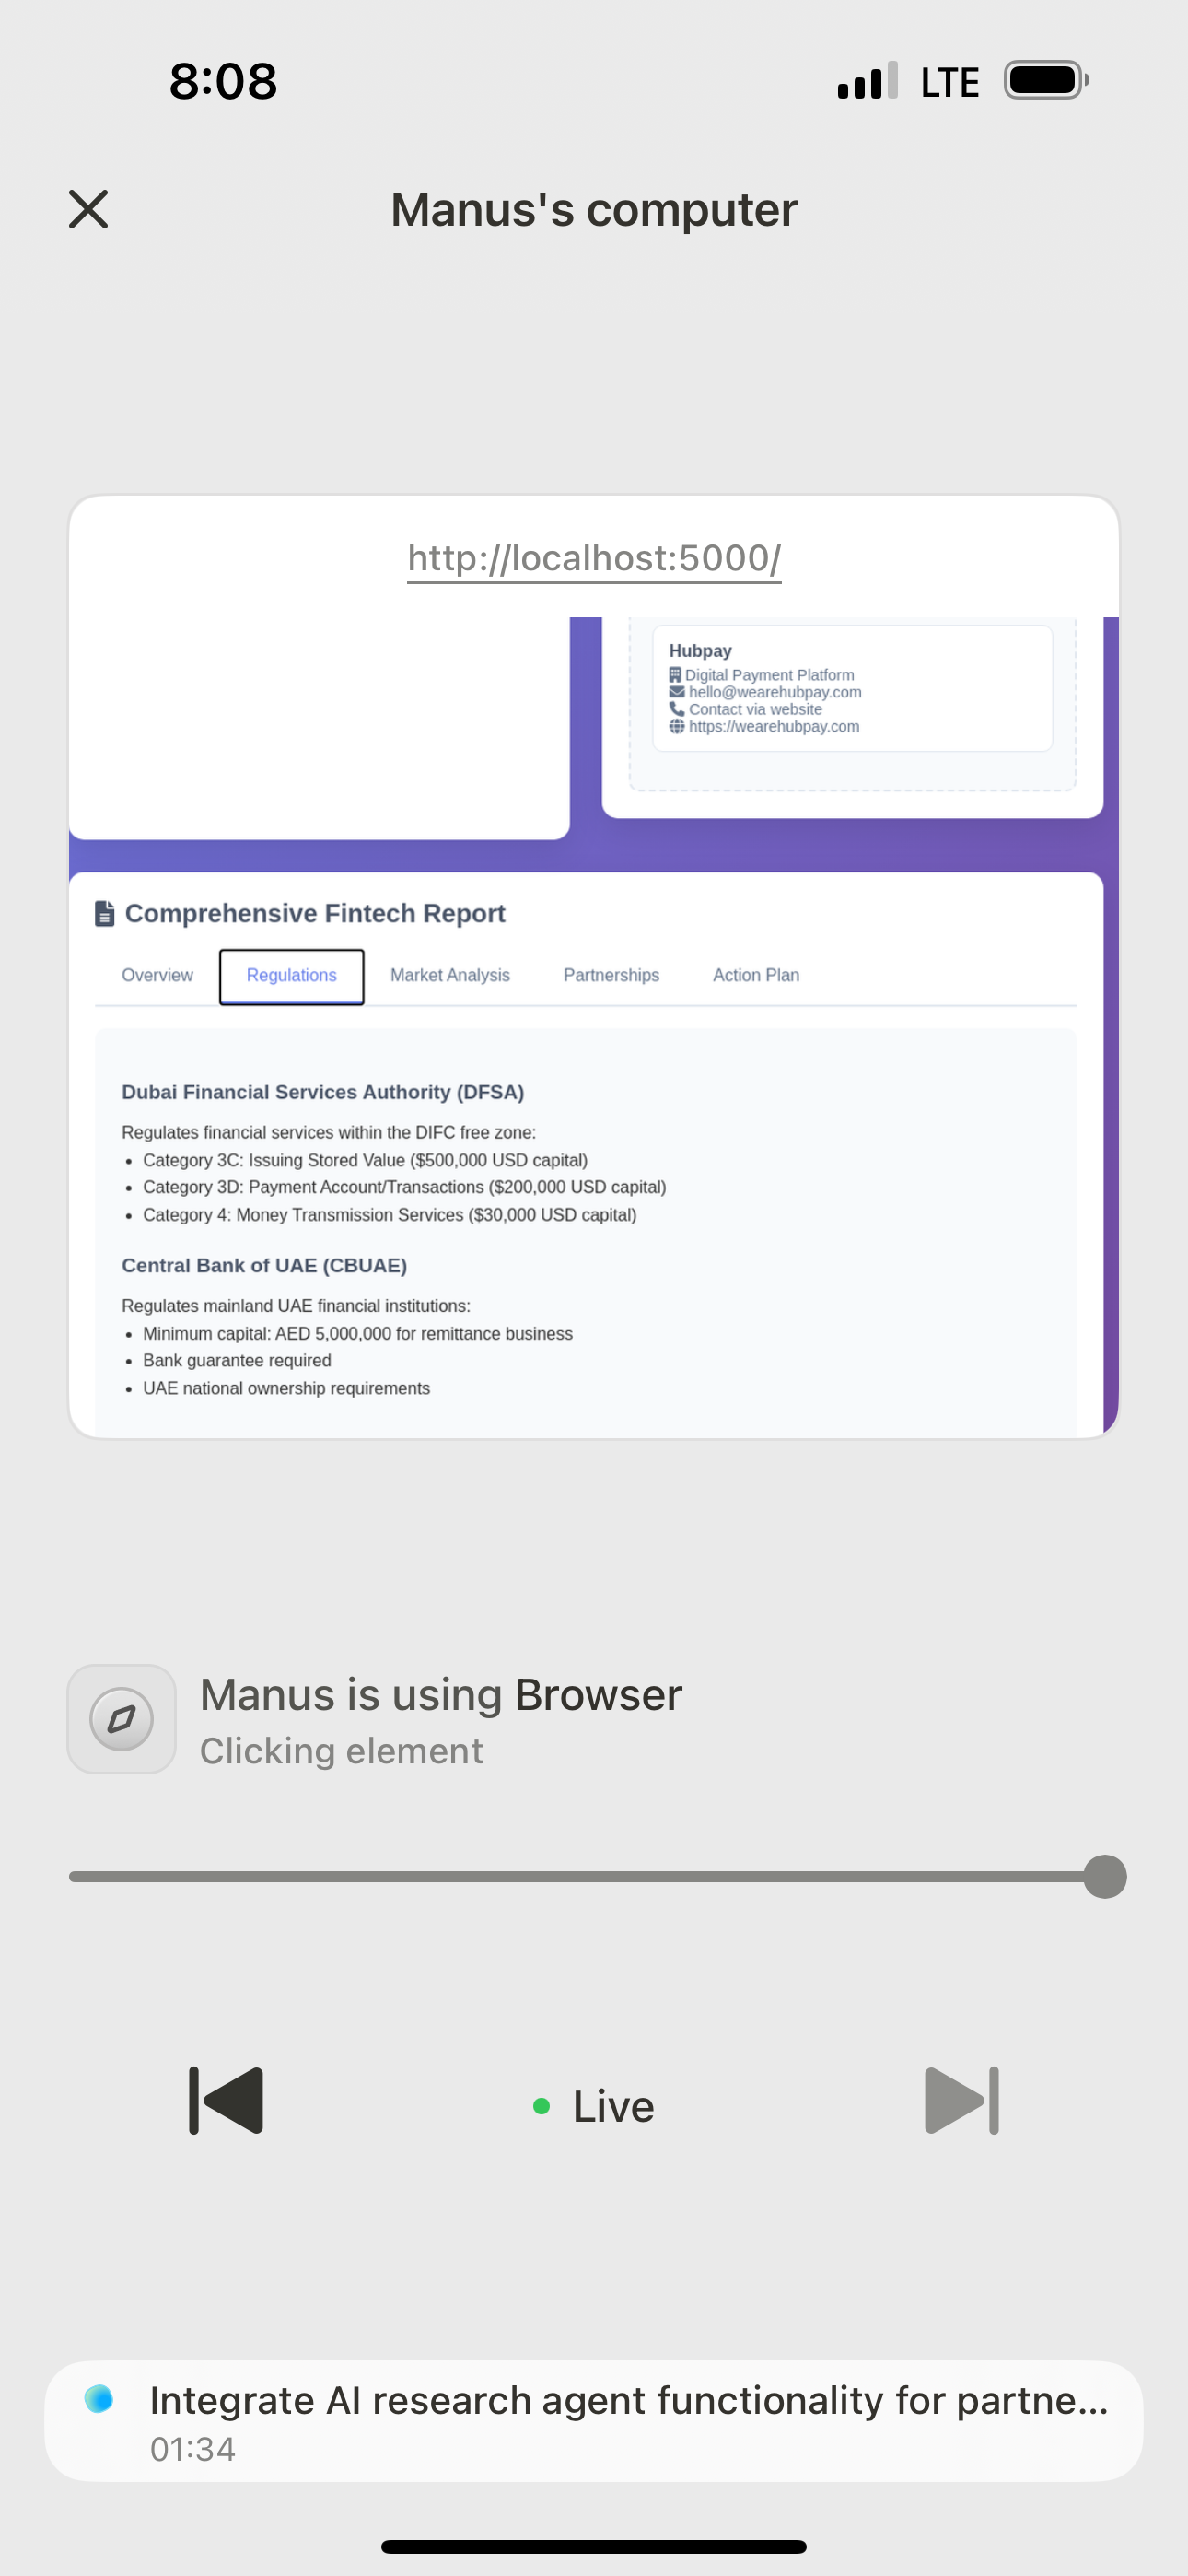 8:08
LTE
Manus's computer
http://localhost:5000/
Hubpay
Digital Payment Platform
hello@wearehubpay.com
Contact via website
https://wearehubpay.com
Comprehensive Fintech Report
Overview Regulations Market Analysis Partnerships Action Plan
Dubai Financial Services Authority (DFSA)
Regulates financial services within the DIFC free zone:
• Category 3C: Issuing Stored Value ($500,000 USD capital)
• Category 3D: Payment Account/Transactions ($200,000 USD capital)
• Category 4: Money Transmission Services ($30,000 USD capital)
Central Bank of UAE (CBUAE)
Regulates mainland UAE financial institutions:
• Minimum capital: AED 5,000,000 for remittance business
• Bank guarantee required
• UAE national ownership requirements
Manus is using Browser
Clicking element
Live
Integrate AI research agent functionality for partne...
01:34